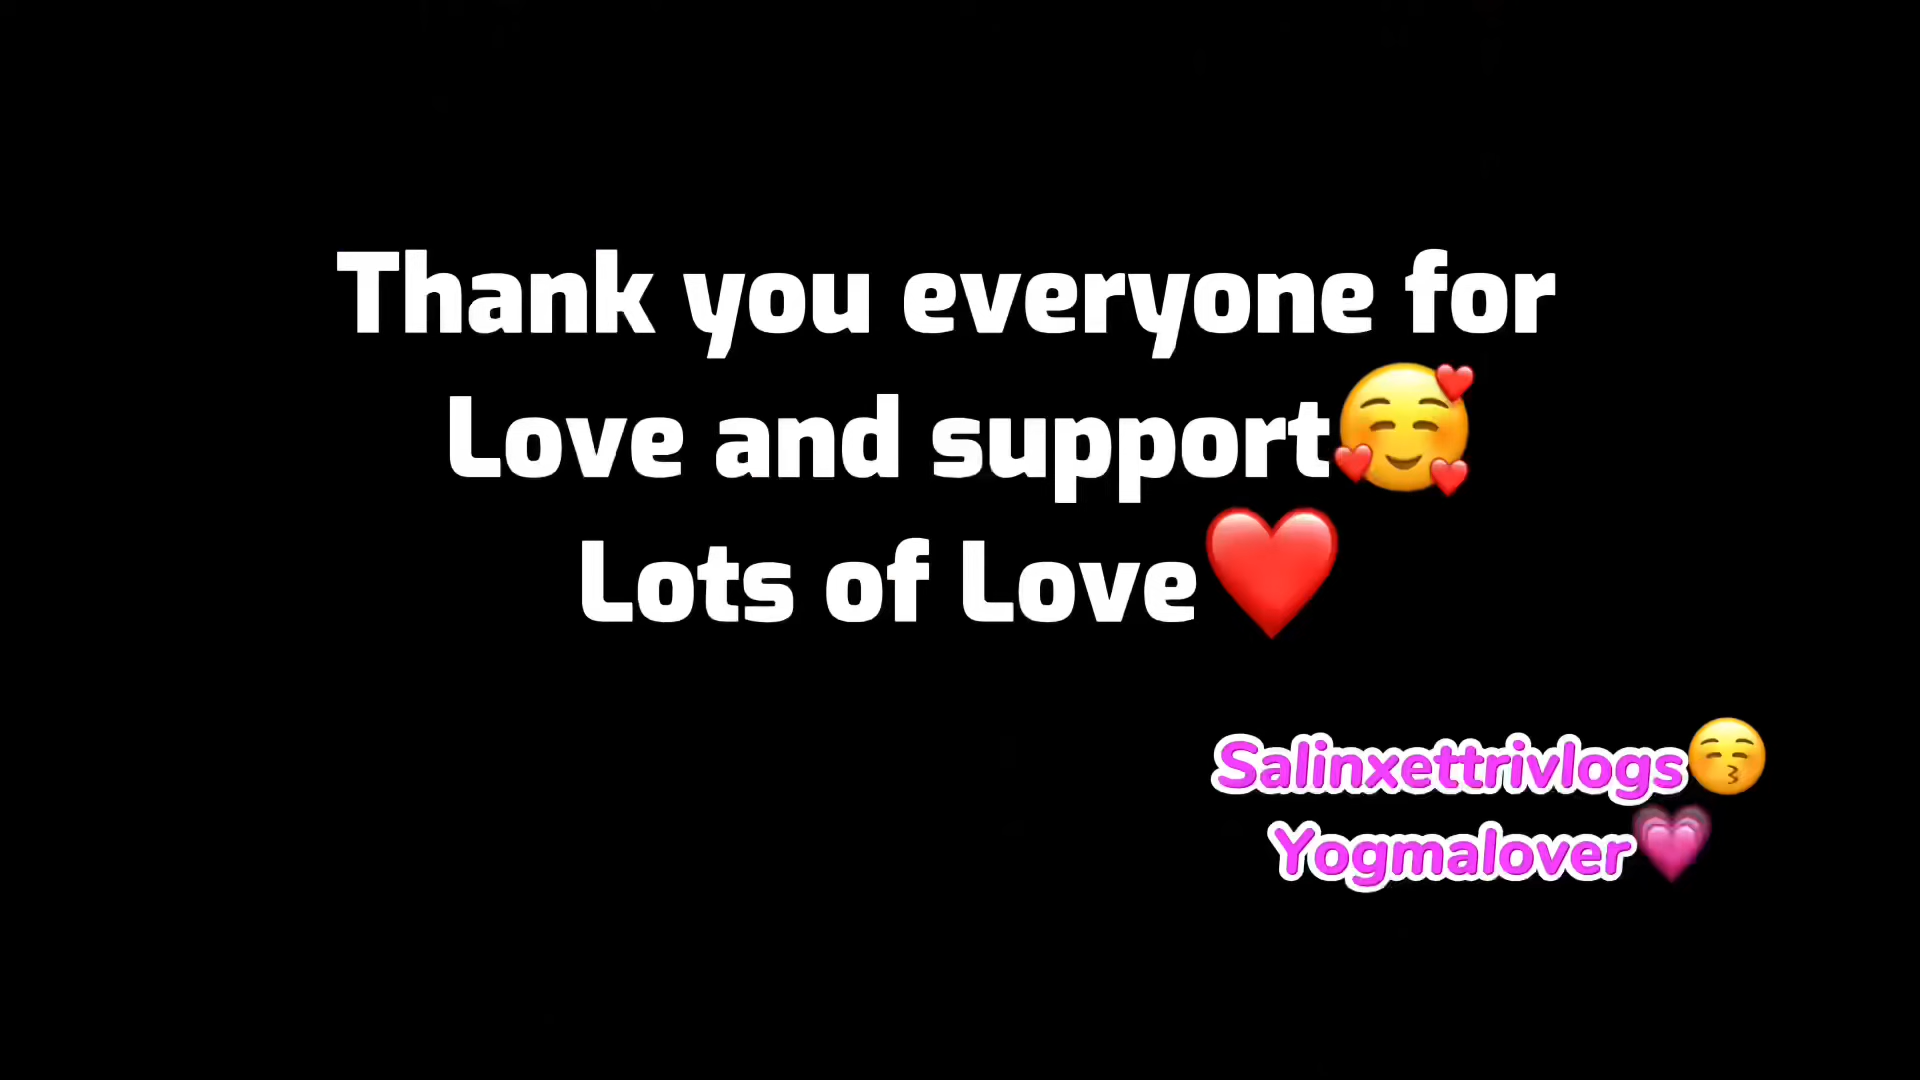 Thank you everyone for
Love and support🥰
Lots of Love❤️
Salinxettrivlogs😚
Yogmalover💗